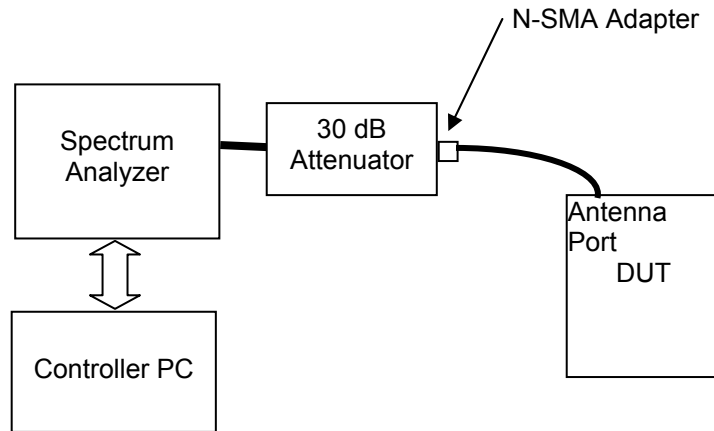 N-SMA Adapter
Spectrum
Analyzer
30 dB
Attenuator
Antenna
Port
DUT
Controller PC